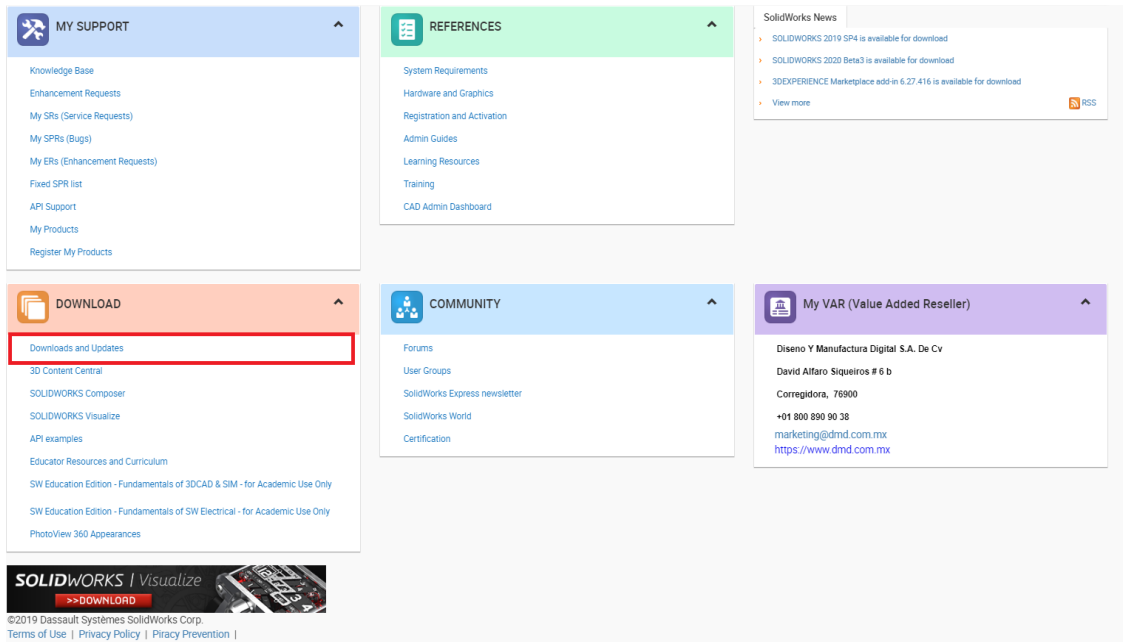 MY SUPPORT
Knowledge Base
Enhancement Requests
My SRs (Service Requests)
My SPRs (Bugs)
My ERs (Enhancement Requests)
Fixed SPR list
API Support
My Products
Register My Products
REFERENCES
System Requirements
Hardware and Graphics
Registration and Activation
Admin Guides
Learning Resources
Training
CAD Admin Dashboard
SolidWorks News
SOLIDWORKS 2019 SP4 is available for download
SOLIDWORKS 2020 Beta3 is available for download
3DEXPERIENCE Marketplace add-in 6.27.416 is available for download
View more
RSS
DOWNLOAD
Downloads and Updates
3D Content Central
SOLIDWORKS Composer
SOLIDWORKS Visualize
API examples
Educator Resources and Curriculum
SW Education Edition - Fundamentals of 3DCAD & SIM - for Academic Use Only
SW Education Edition - Fundamentals of SW Electrical - for Academic Use Only
PhotoView 360 Appearances
COMMUNITY
Forums
User Groups
SolidWorks Express newsletter
SolidWorks World
Certification
My VAR (Value Added Reseller)
Diseno Y Manufactura Digital S.A. De Cv
David Alfaro Siqueiros # 6 b
Corregidora, 76900
+01 800 890 90 38
marketing@dmd.com.mx
https://www.dmd.com.mx
SOLIDWORKS | Visualize
>>DOWNLOAD
©2019 Dassault Systèmes SolidWorks Corp.
Terms of Use | Privacy Policy | Piracy Prevention |